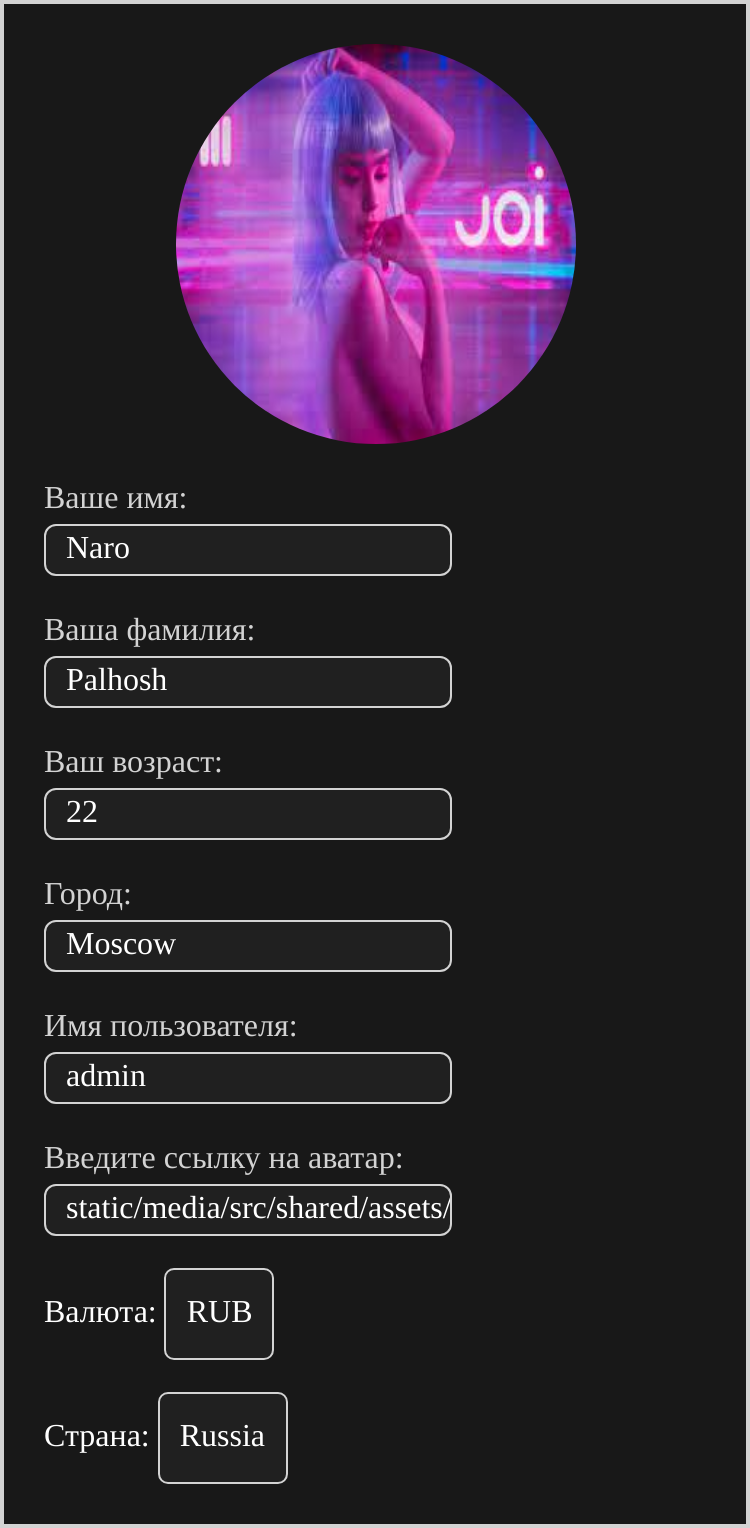 JOi
Ваше имя:
Naro
Ваша фамилия:
Palhosh
Ваш возраст:
22
Город:
Moscow
Имя пользователя:
admin
Введите ссылку на аватар:
static/media/src/shared/assets/
Валюта: RUB
Страна: Russia